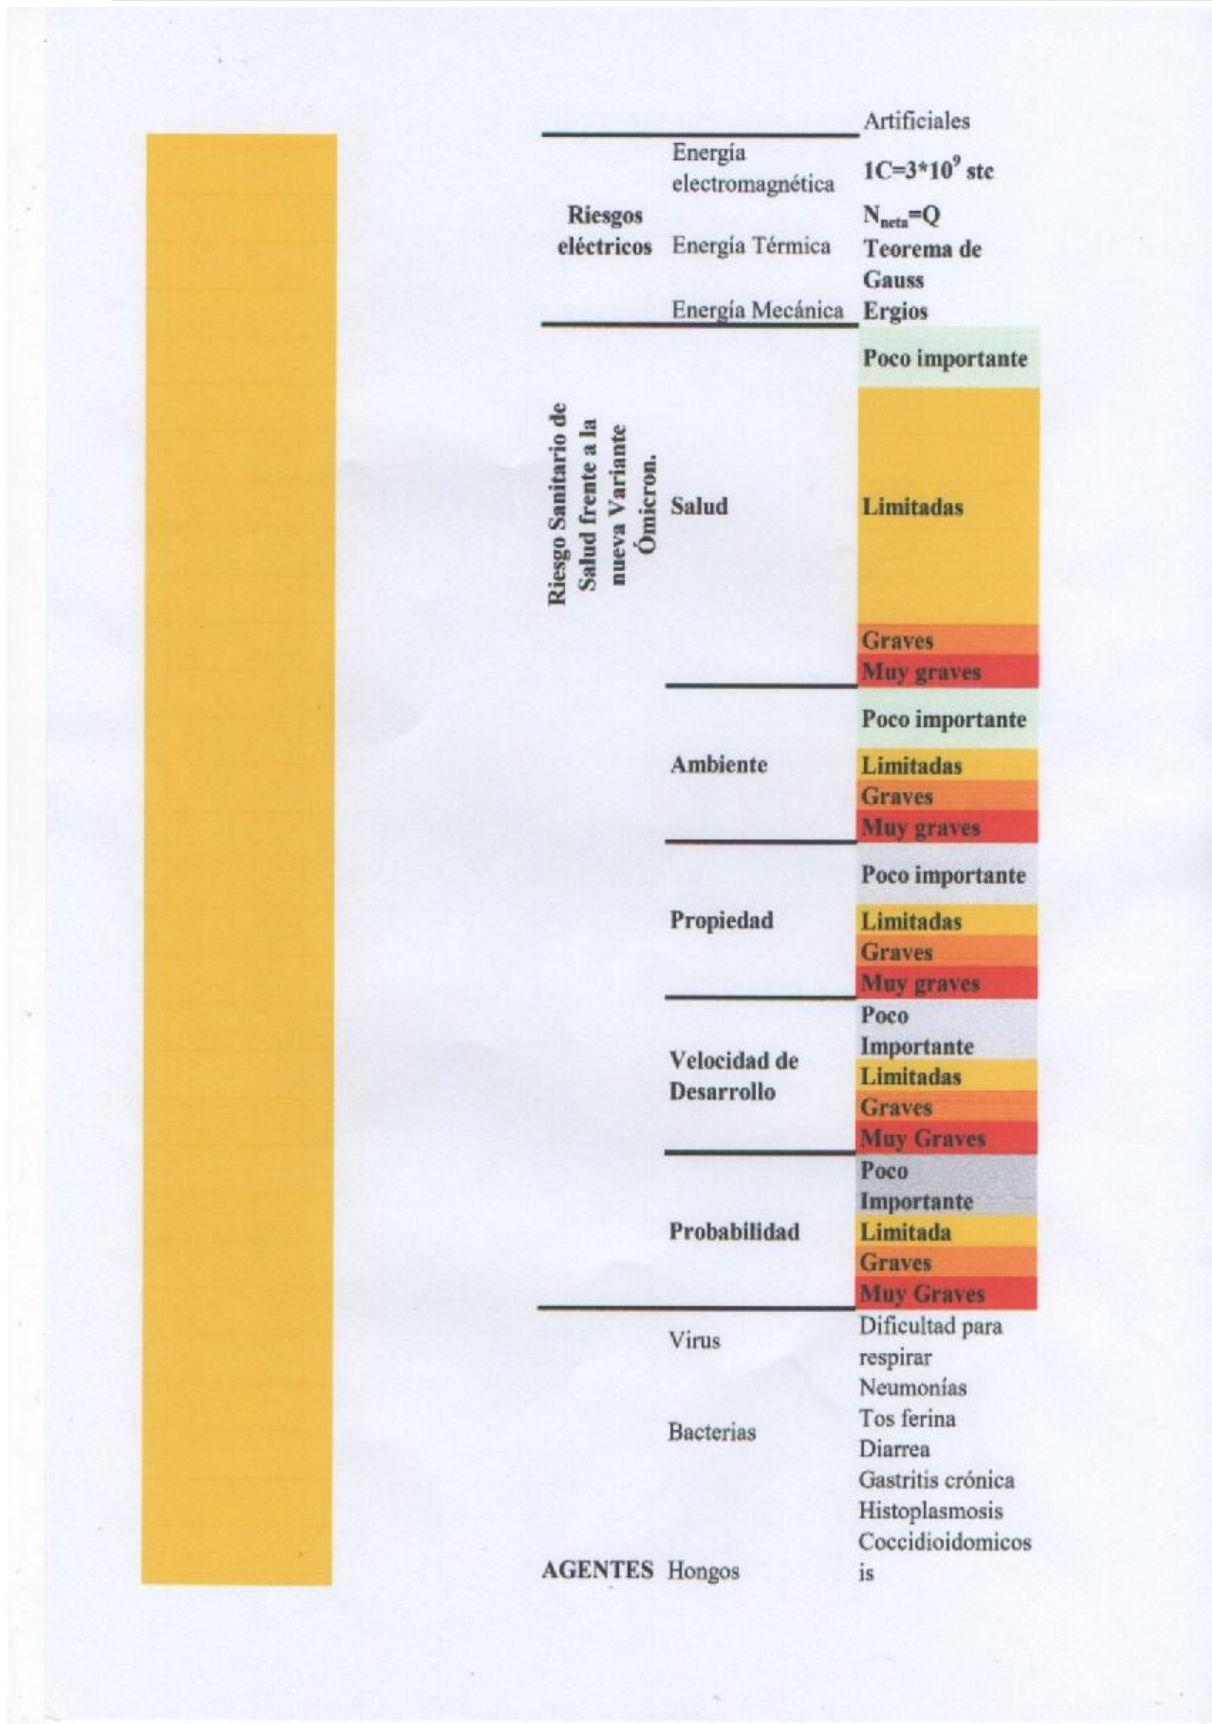 Artificiales
Energía
electromagnética
1C=3*10⁹ stc
Riesgos
eléctricos
N_neta=Q
Energía Térmica
Teorema de
Gauss
Energía Mecánica
Ergios
Riesgo Sanitario de
Salud frente a la
nueva Variante
Ómicron.
Salud
Poco importante
Limitadas
Graves
Muy graves
Ambiente
Poco importante
Limitadas
Graves
Muy graves
Propiedad
Poco importante
Limitadas
Graves
Muy graves
Velocidad de
Desarrollo
Poco
Importante
Limitadas
Graves
Muy Graves
Probabilidad
Poco
Importante
Limitada
Graves
Muy Graves
Virus
Dificultad para
respirar
Neumonías
Bacterias
Tos ferina
Diarrea
Gastritis crónica
Histoplasmosis
AGENTES Hongos
Coccidioidomicos
is